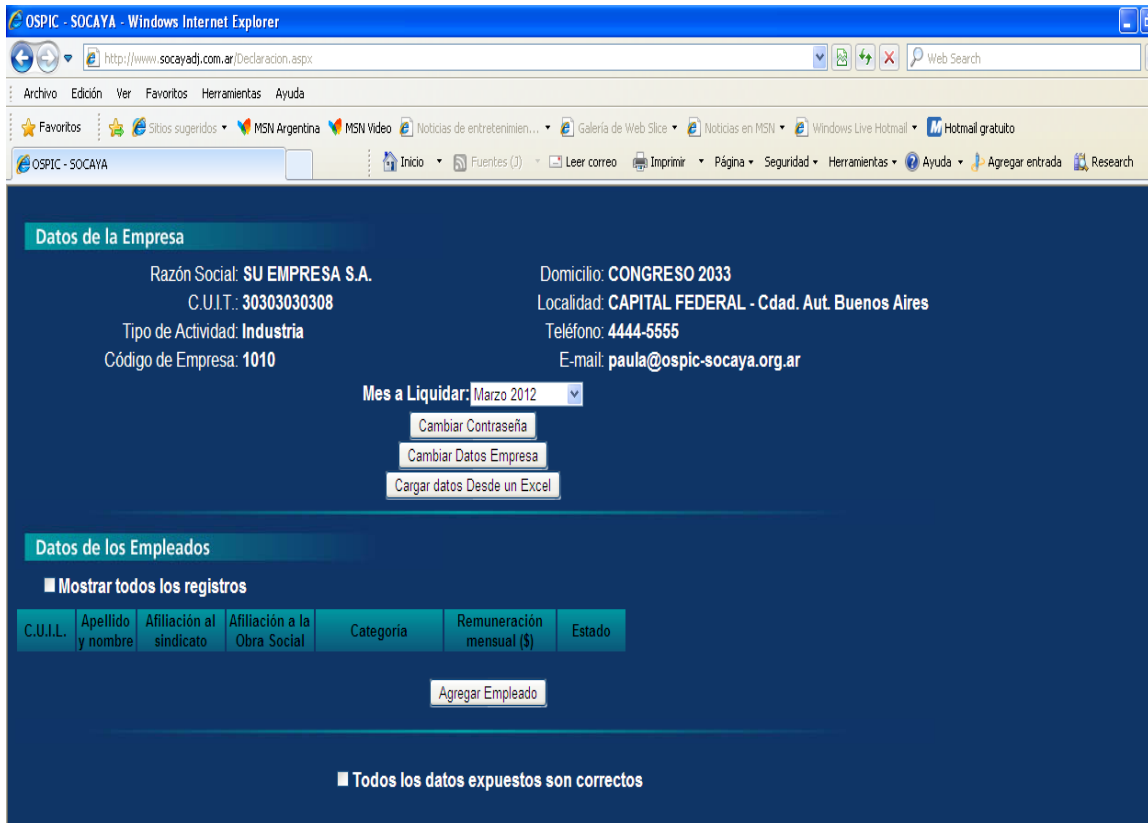 OSPIC - SOCAYA - Windows Internet Explorer
http://www.socayadj.com.ar/Declaracion.aspx
Web Search
Archivo Edición Ver Favoritos Herramientas Ayuda
Favoritos Sitios sugeridos MSN Argentina MSN Video Noticias de entretenimien... Galería de Web Slice Noticias en MSN Windows Live Hotmail Hotmail gratuito
OSPIC - SOCAYA Inicio Fuentes (J) Leer correo Imprimir Página Seguridad Herramientas Ayuda Agregar entrada Research
Datos de la Empresa
Razón Social: SU EMPRESA S.A. Domicilio: CONGRESO 2033
C.U.I.T.: 30303030308 Localidad: CAPITAL FEDERAL - Cdad. Aut. Buenos Aires
Tipo de Actividad: Industria Teléfono: 4444-5555
Código de Empresa: 1010 E-mail: paula@ospic-socaya.org.ar
Mes a Liquidar: Marzo 2012
Cambiar Contraseña
Cambiar Datos Empresa
Cargar datos Desde un Excel
Datos de los Empleados
Mostrar todos los registros
C.U.I.L. Apellido y nombre Afiliación al sindicato Afiliación a la Obra Social Categoría Remuneración mensual ($) Estado
Agregar Empleado
Todos los datos expuestos son correctos